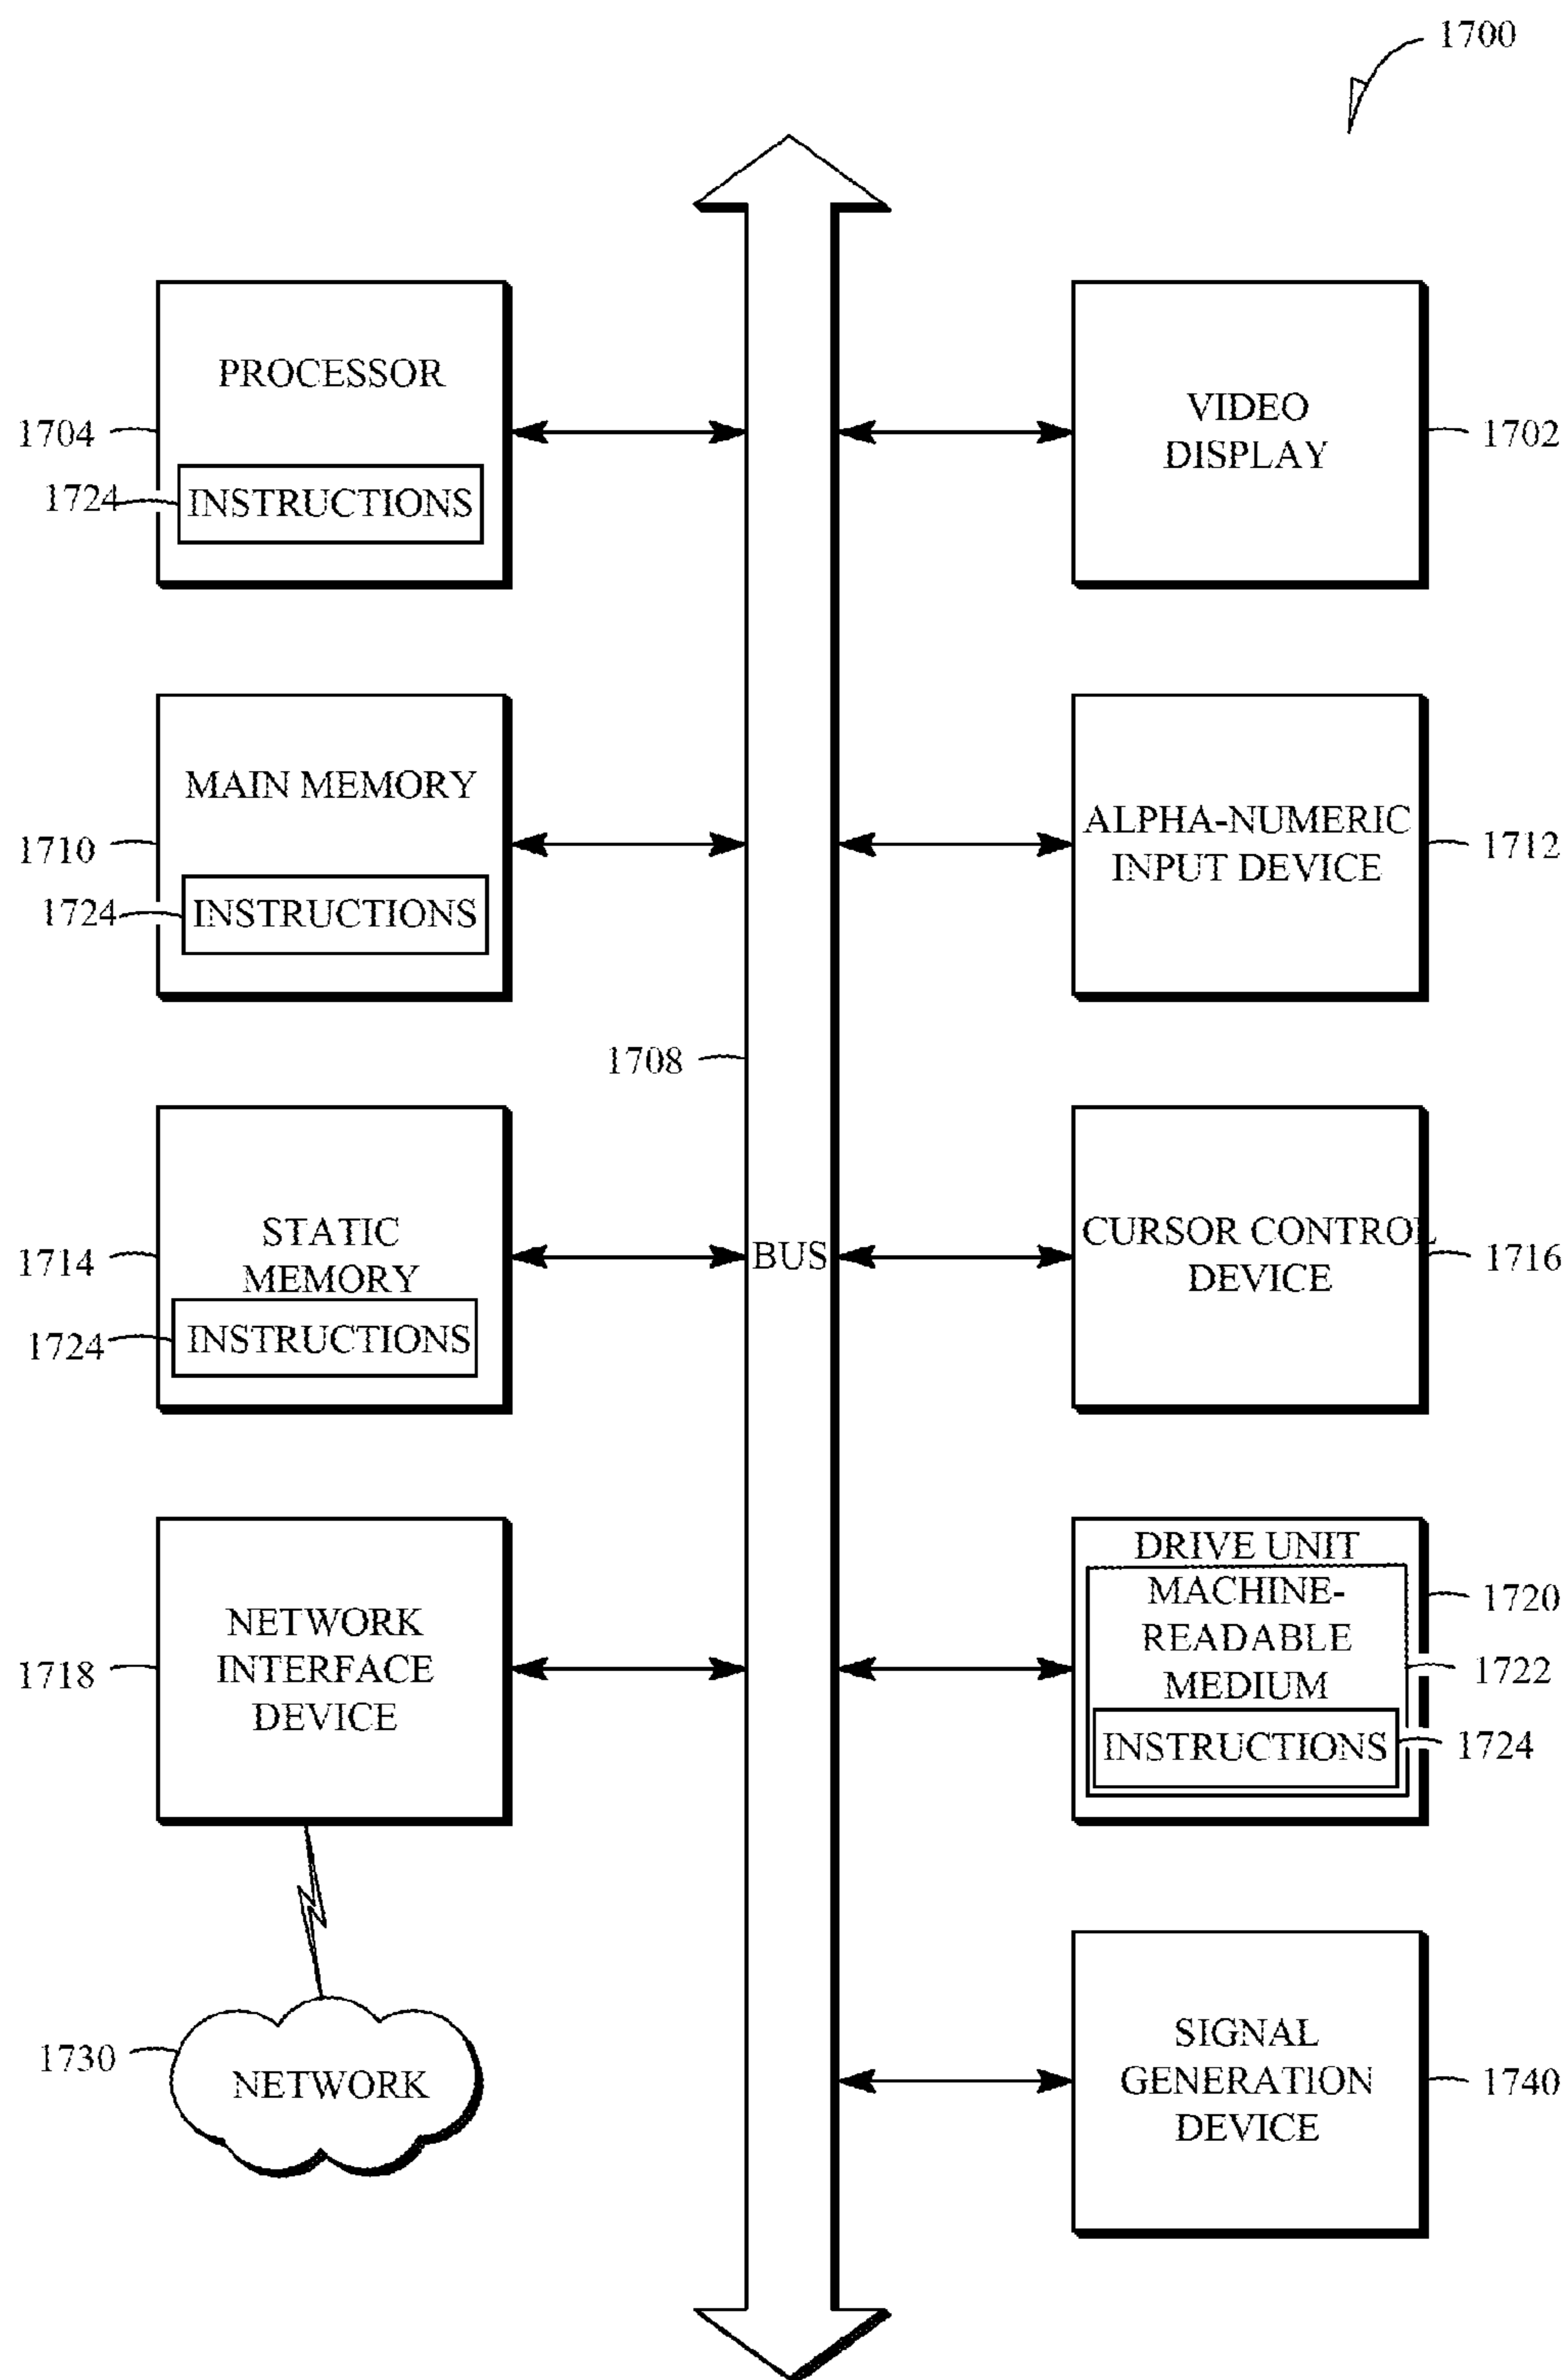 1700
PROCESSOR
1704
1724
INSTRUCTIONS
VIDEO
DISPLAY
1702
MAIN MEMORY
1710
1724
INSTRUCTIONS
ALPHA-NUMERIC
INPUT DEVICE
1712
1708
STATIC
MEMORY
1714
1724
INSTRUCTIONS
BUS
CURSOR CONTROL
DEVICE
1716
NETWORK
INTERFACE
DEVICE
1718
DRIVE UNIT
1720
MACHINE-
READABLE
MEDIUM
1722
INSTRUCTIONS
1724
1730
NETWORK
SIGNAL
GENERATION
DEVICE
1740